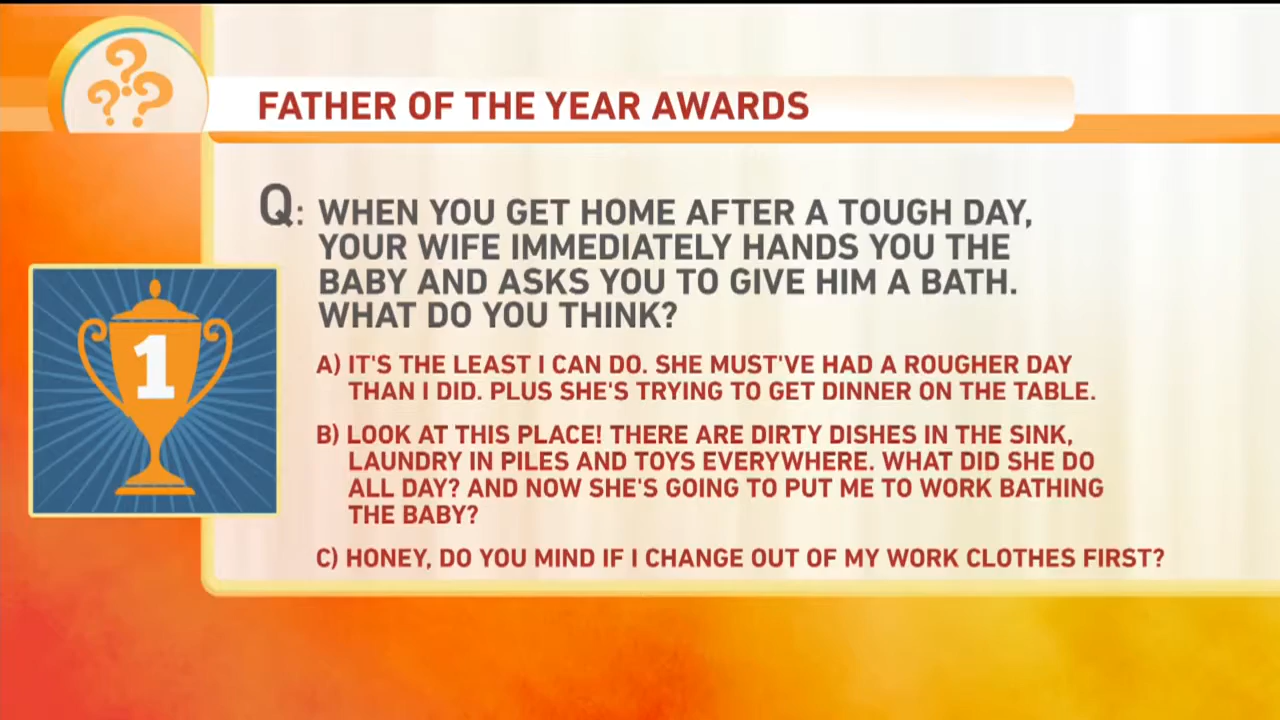 ???
FATHER OF THE YEAR AWARDS
Q: WHEN YOU GET HOME AFTER A TOUGH DAY,
YOUR WIFE IMMEDIATELY HANDS YOU THE
BABY AND ASKS YOU TO GIVE HIM A BATH.
WHAT DO YOU THINK?
1
A) IT'S THE LEAST I CAN DO. SHE MUST'VE HAD A ROUGHER DAY
THAN I DID. PLUS SHE'S TRYING TO GET DINNER ON THE TABLE.
B) LOOK AT THIS PLACE! THERE ARE DIRTY DISHES IN THE SINK,
LAUNDRY IN PILES AND TOYS EVERYWHERE. WHAT DID SHE DO
ALL DAY? AND NOW SHE'S GOING TO PUT ME TO WORK BATHING
THE BABY?
C) HONEY, DO YOU MIND IF I CHANGE OUT OF MY WORK CLOTHES FIRST?